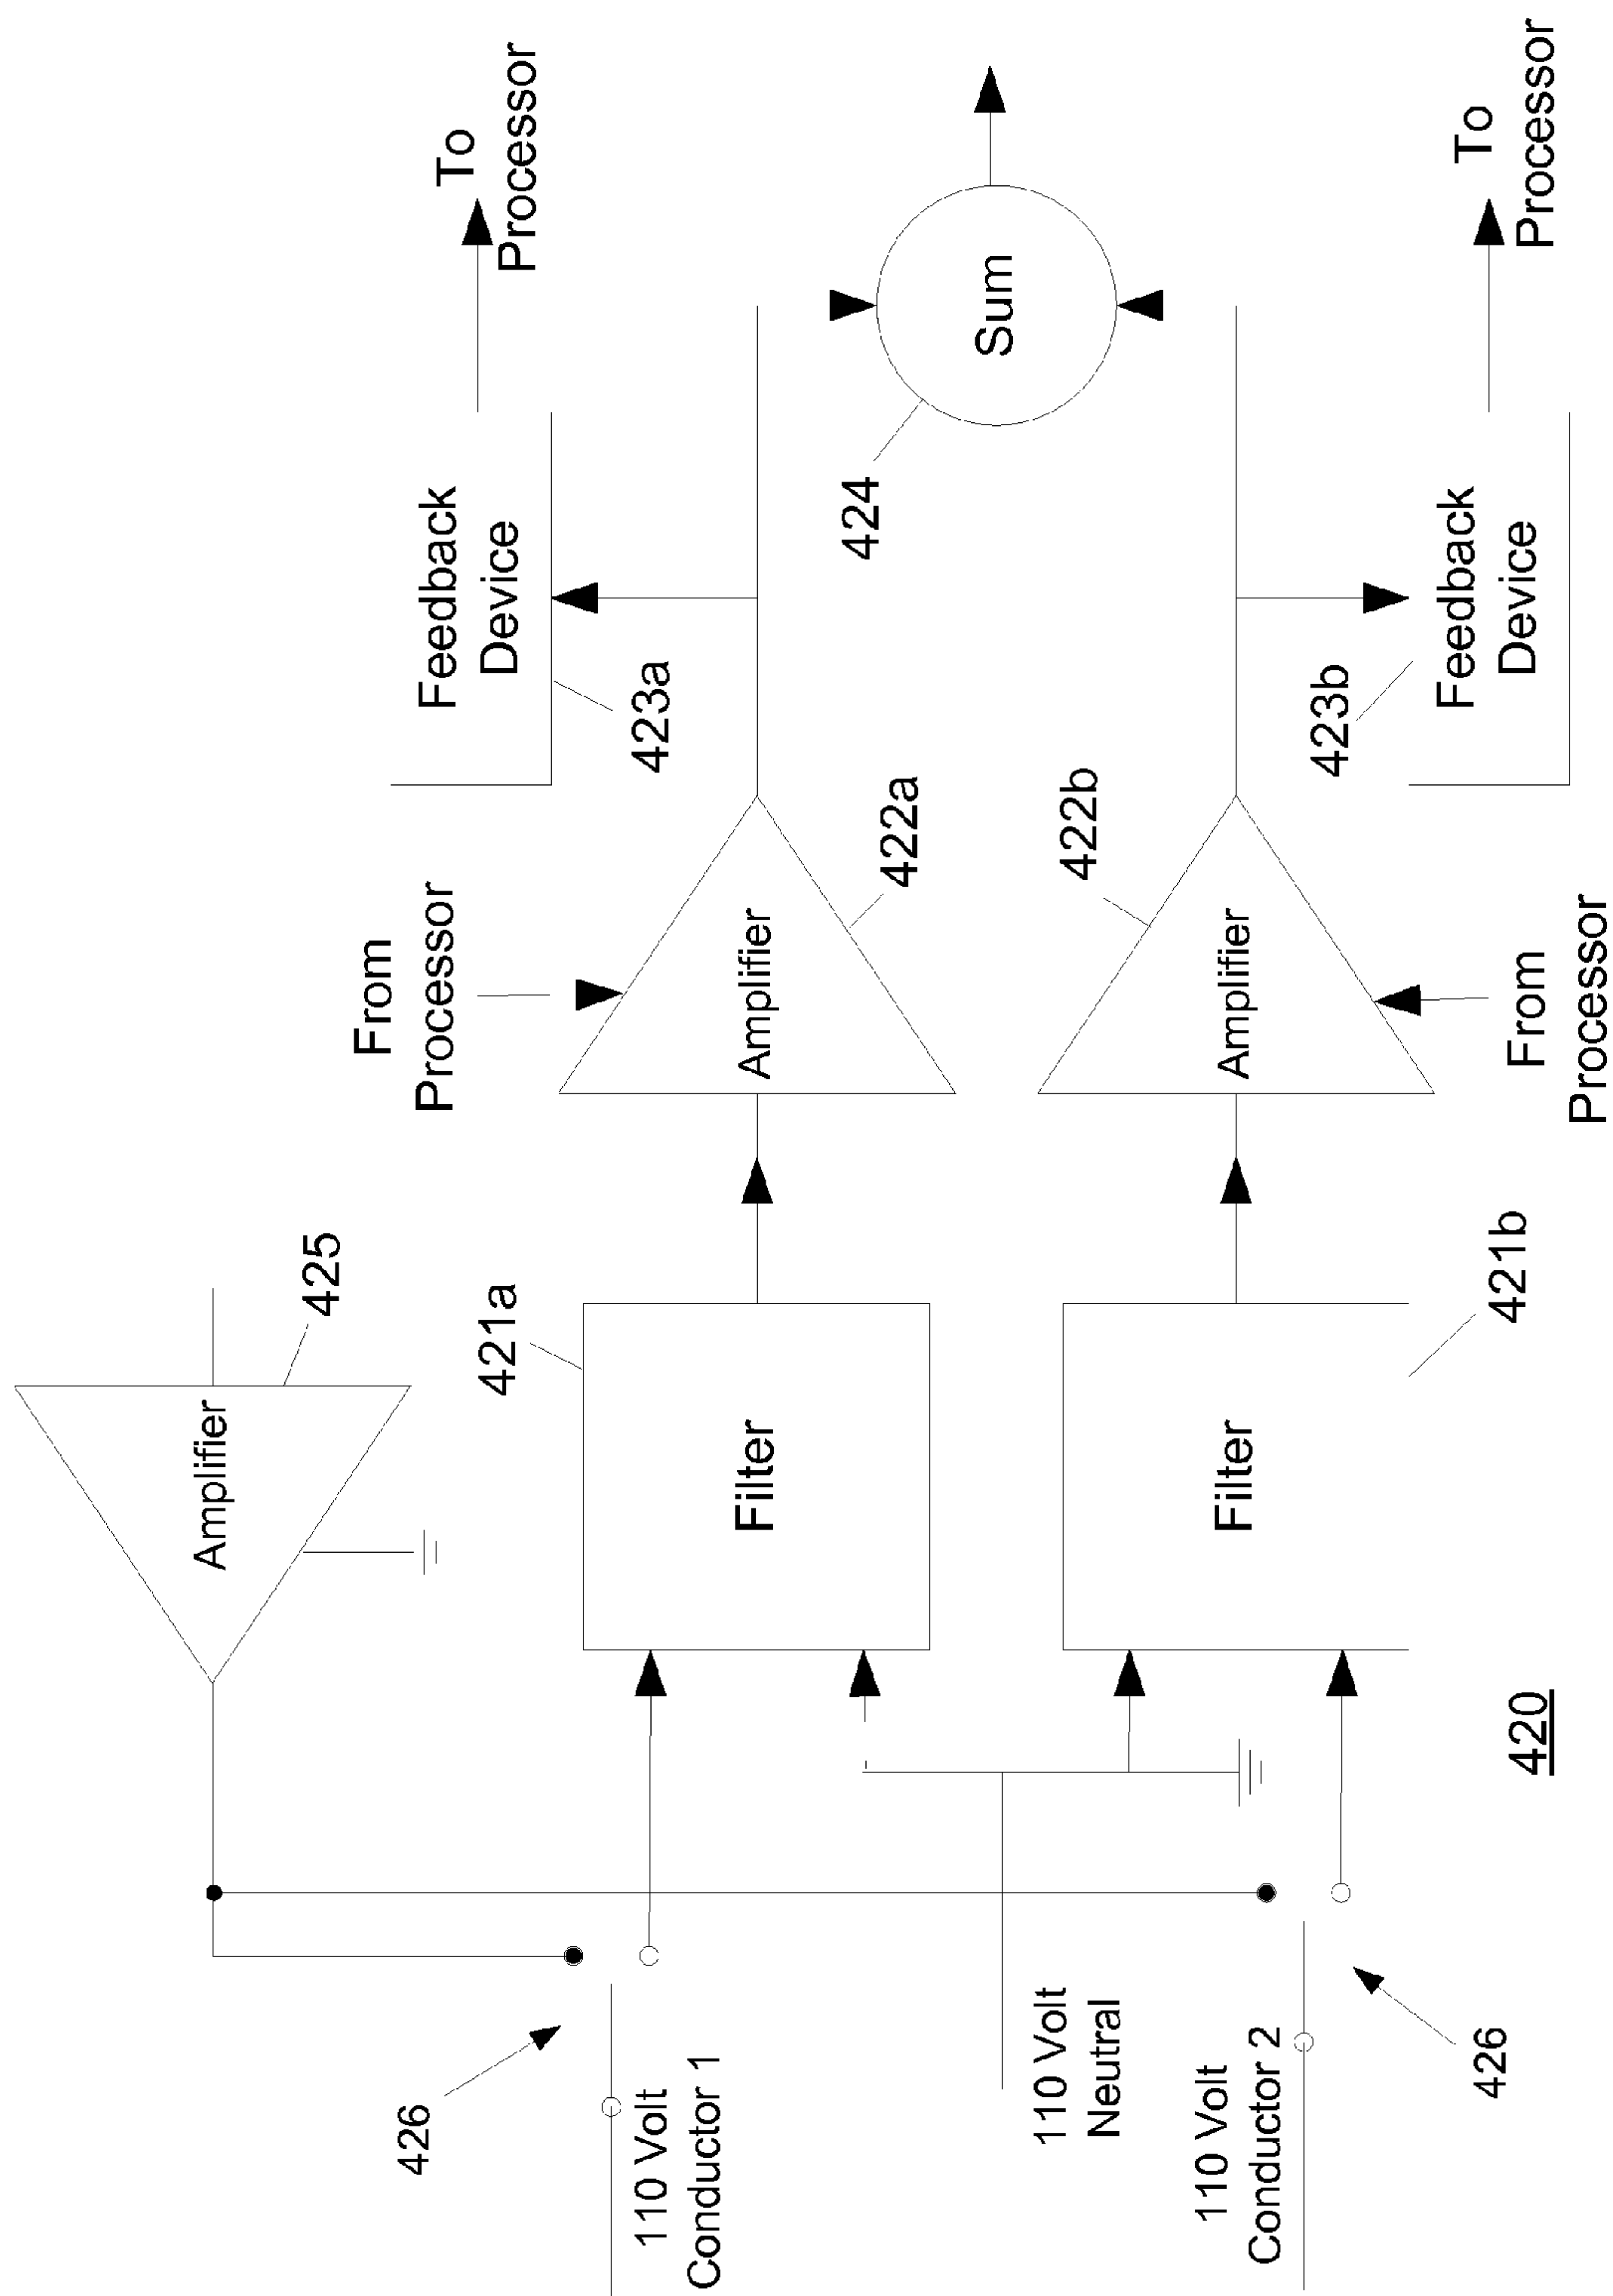 To
Processor
Feedback
Device
423a
From
Processor
Amplifier
425
Amplifier
422a
421a
Filter
Sum
424
426
110 Volt
Conductor 1
110 Volt
Neutral
422b
Amplifier
Filter
421b
423b
To
Processor
Feedback
Device
From
Processor
110 Volt
Conductor 2
426
420